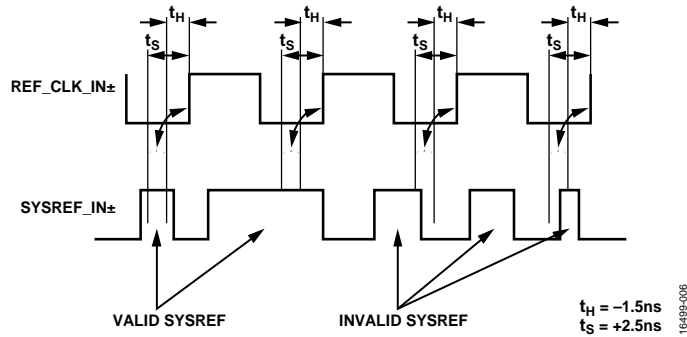 tH tH tH tH
tS tS tS tS
REF_CLK_IN±
SYSREF_IN±
VALID SYSREF INVALID SYSREF
tH = –1.5ns
tS = +2.5ns
16499-006